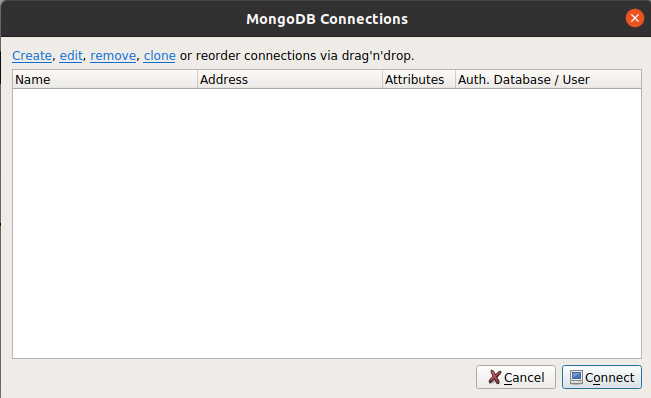 MongoDB Connections
Create, edit, remove, clone or reorder connections via drag'n'drop.
Name Address Attributes Auth. Database / User
Cancel Connect